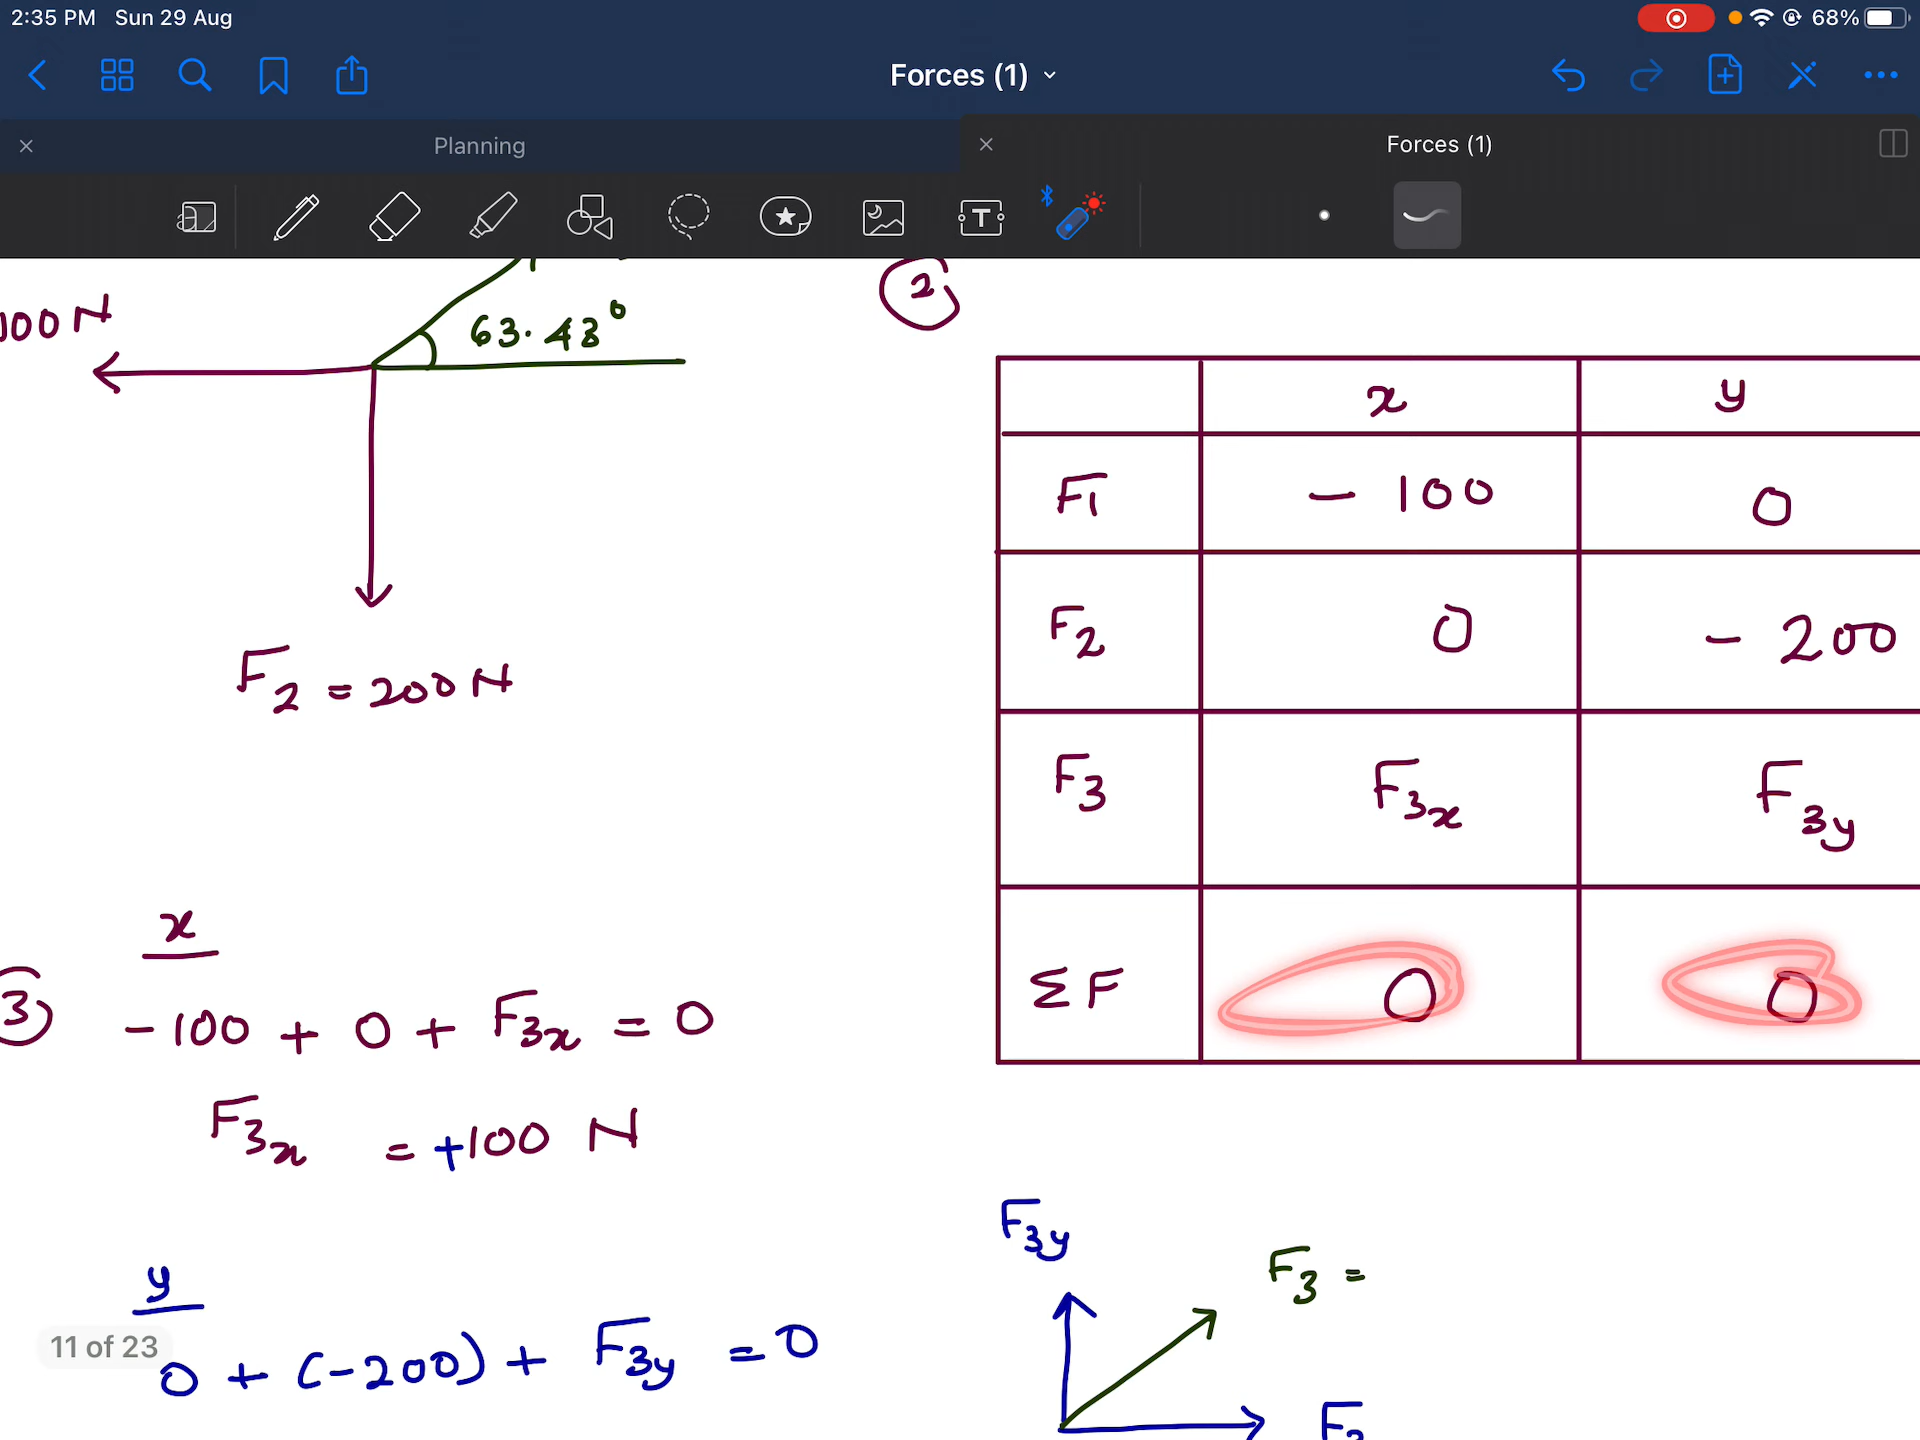 2:35 PM Sun 29 Aug
68%
Forces (1)
Planning
Forces (1)
T
100 N
63.43°
F2 = 200 N
2
x y
F1 - 100 0
F2 0 - 200
F3 F3x F3y
ΣF 0 0
x
3) - 100 + 0 + F3x = 0
F3x = +100 N
y
0 + (-200) + F3y = 0
11 of 23
F3y
F3 =